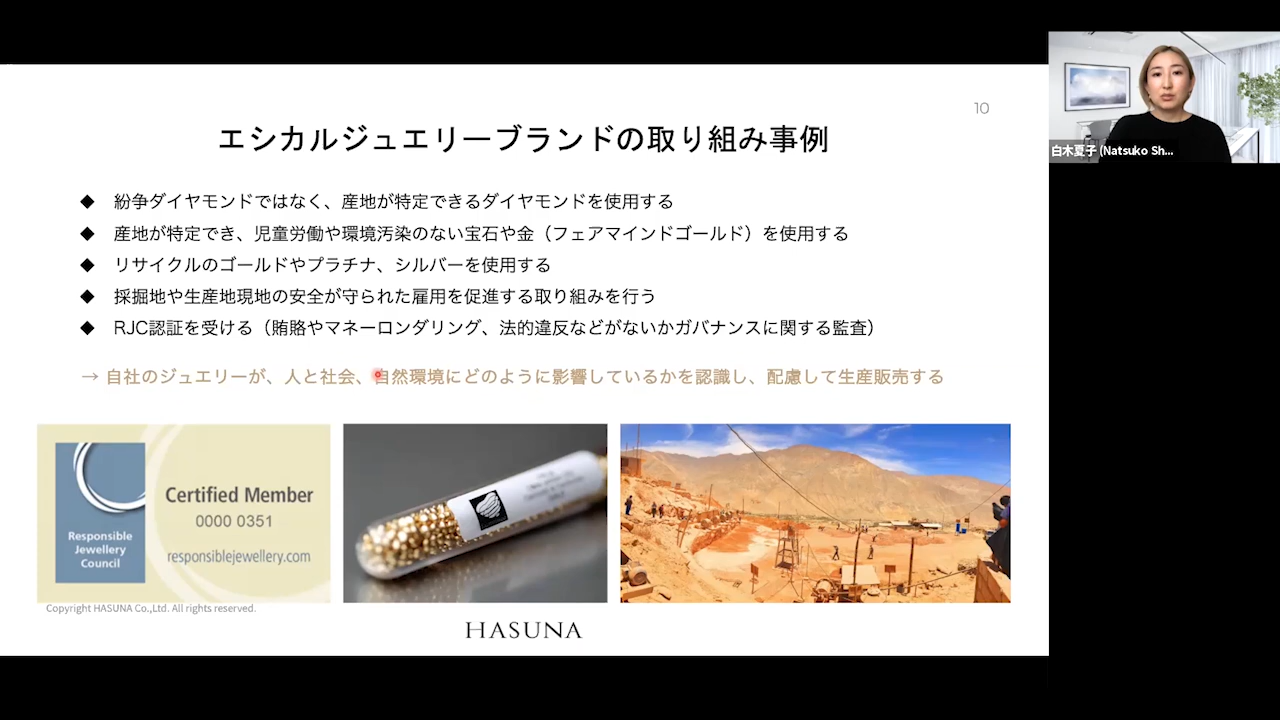 10
エシカルジュエリーブランドの取り組み事例
◆ 紛争ダイヤモンドではなく、産地が特定できるダイヤモンドを使用する
◆ 産地が特定でき、児童労働や環境汚染のない宝石や金（フェアマインドゴールド）を使用する
◆ リサイクルのゴールドやプラチナ、シルバーを使用する
◆ 採掘地や生産地現地の安全が守られた雇用を促進する取り組みを行う
◆ RJC認証を受ける（賄賂やマネーロンダリング、法的違反などがないかガバナンスに関する監査）
→ 自社のジュエリーが、人と社会、自然環境にどのように影響しているかを認識し、配慮して生産販売する
Responsible
Jewellery
Council
Certified Member
0000 0351
responsiblejewellery.com
Copyright HASUNA Co.,Ltd. All rights reserved.
HASUNA
白木夏子 (Natsuko Sh...